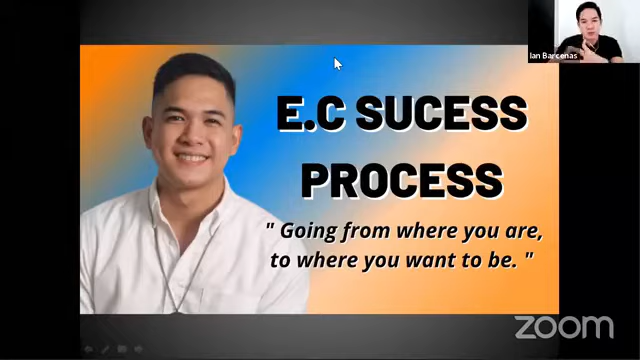 Ian Barcenas
E.C SUCESS
PROCESS
" Going from where you are,
to where you want to be. "
zoom